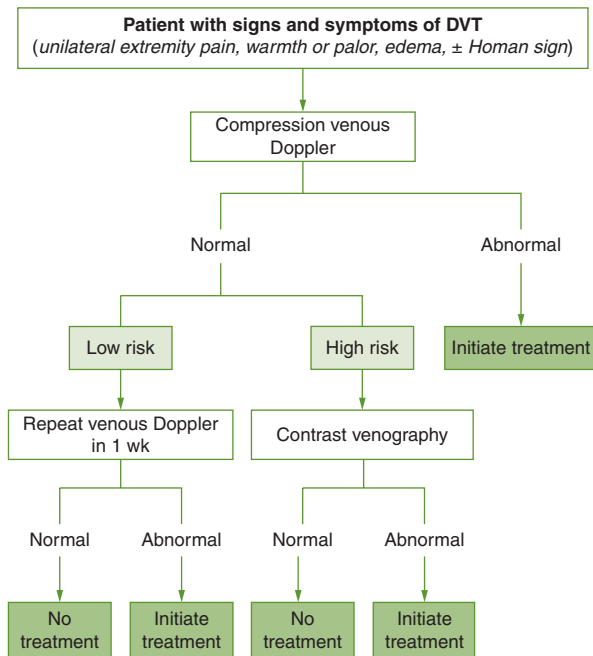 Patient with signs and symptoms of DVT
(unilateral extremity pain, warmth or palor, edema, ± Homan sign)
Compression venous
Doppler
Normal
Abnormal
Low risk
High risk
Initiate treatment
Repeat venous Doppler
in 1 wk
Contrast venography
Normal
Abnormal
Normal
Abnormal
No
treatment
Initiate
treatment
No
treatment
Initiate
treatment